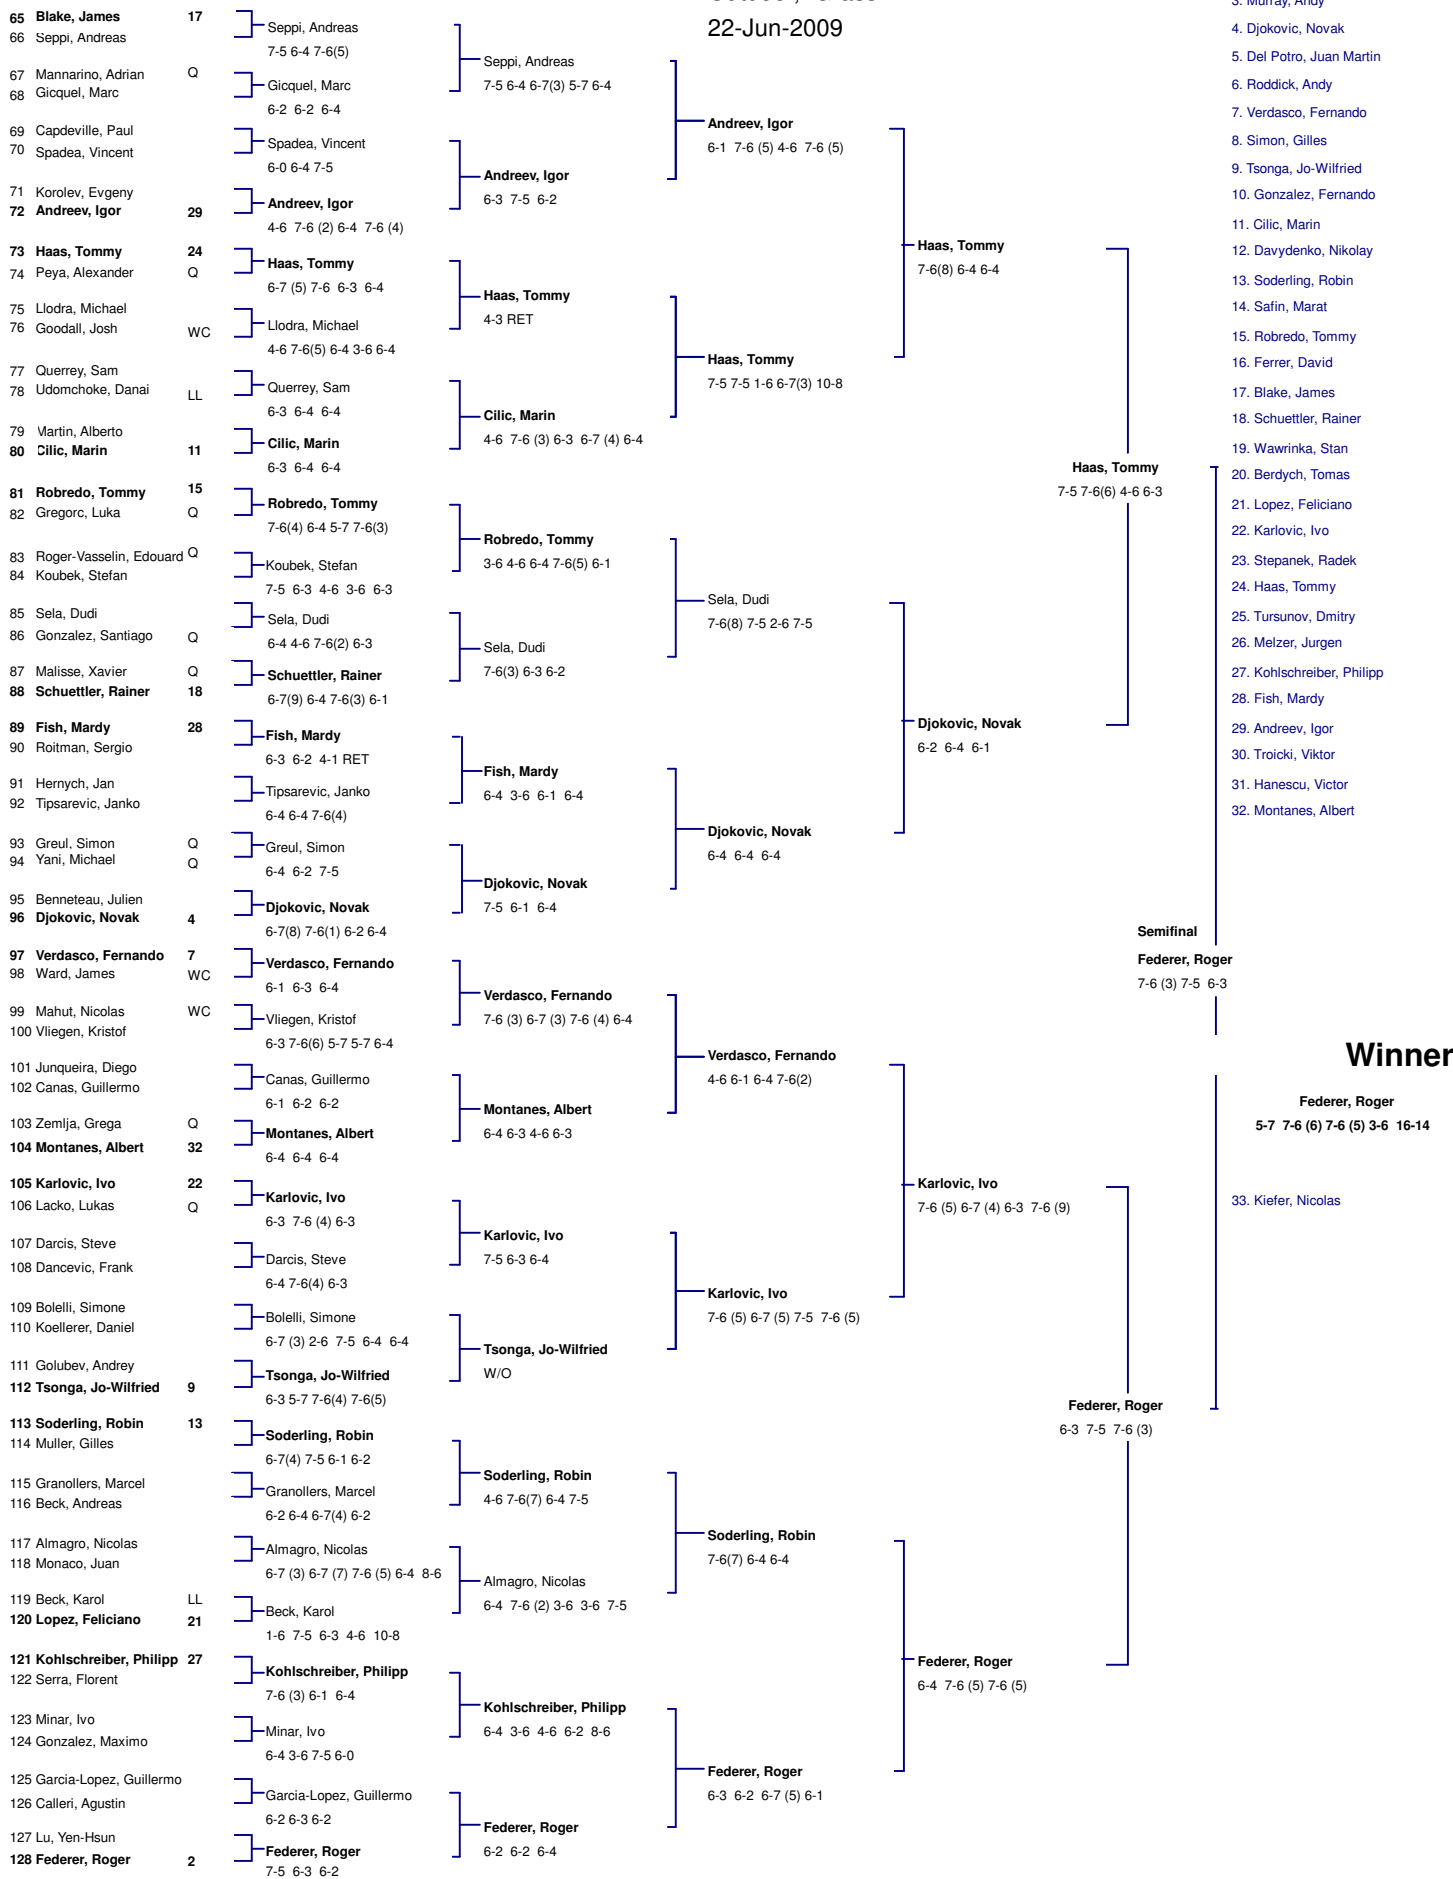 22-Jun-2009
3. Murray, Andy
4. Djokovic, Novak
5. Del Potro, Juan Martin
6. Roddick, Andy
7. Verdasco, Fernando
8. Simon, Gilles
9. Tsonga, Jo-Wilfried
10. Gonzalez, Fernando
11. Cilic, Marin
12. Davydenko, Nikolay
13. Soderling, Robin
14. Safin, Marat
15. Robredo, Tommy
16. Ferrer, David
17. Blake, James
18. Schuettler, Rainer
19. Wawrinka, Stan
20. Berdych, Tomas
21. Lopez, Feliciano
22. Karlovic, Ivo
23. Stepanek, Radek
24. Haas, Tommy
25. Tursunov, Dmitry
26. Melzer, Jurgen
27. Kohlschreiber, Philipp
28. Fish, Mardy
29. Andreev, Igor
30. Troicki, Viktor
31. Hanescu, Victor
32. Montanes, Albert
33. Kiefer, Nicolas
65 Blake, James 17
66 Seppi, Andreas
67 Mannarino, Adrian Q
68 Gicquel, Marc
69 Capdeville, Paul
70 Spadea, Vincent
71 Korolev, Evgeny
72 Andreev, Igor 29
73 Haas, Tommy 24
74 Peya, Alexander Q
75 Llodra, Michael
76 Goodall, Josh WC
77 Querrey, Sam
78 Udomchoke, Danai LL
79 Martin, Alberto
80 Cilic, Marin 11
81 Robredo, Tommy 15
82 Gregorc, Luka Q
83 Roger-Vasselin, Edouard Q
84 Koubek, Stefan
85 Sela, Dudi
86 Gonzalez, Santiago Q
87 Malisse, Xavier Q
88 Schuettler, Rainer 18
89 Fish, Mardy 28
90 Roitman, Sergio
91 Hernych, Jan
92 Tipsarevic, Janko
93 Greul, Simon Q
94 Yani, Michael Q
95 Benneteau, Julien
96 Djokovic, Novak 4
97 Verdasco, Fernando 7
98 Ward, James WC
99 Mahut, Nicolas WC
100 Vliegen, Kristof
101 Junqueira, Diego
102 Canas, Guillermo
103 Zemlja, Grega Q
104 Montanes, Albert 32
105 Karlovic, Ivo 22
106 Lacko, Lukas Q
107 Darcis, Steve
108 Dancevic, Frank
109 Bolelli, Simone
110 Koellerer, Daniel
111 Golubev, Andrey
112 Tsonga, Jo-Wilfried 9
113 Soderling, Robin 13
114 Muller, Gilles
115 Granollers, Marcel
116 Beck, Andreas
117 Almagro, Nicolas
118 Monaco, Juan
119 Beck, Karol LL
120 Lopez, Feliciano 21
121 Kohlschreiber, Philipp 27
122 Serra, Florent
123 Minar, Ivo
124 Gonzalez, Maximo
125 Garcia-Lopez, Guillermo
126 Calleri, Agustin
127 Lu, Yen-Hsun
128 Federer, Roger 2
Seppi, Andreas
7-5 6-4 7-6(5)
Gicquel, Marc
6-2 6-2 6-4
Spadea, Vincent
6-0 6-4 7-5
Andreev, Igor
4-6 7-6 (2) 6-4 7-6 (4)
Haas, Tommy
6-7 (5) 7-6 6-3 6-4
Llodra, Michael
4-6 7-6(5) 6-4 3-6 6-4
Querrey, Sam
6-3 6-4 6-4
Cilic, Marin
6-3 6-4 6-4
Robredo, Tommy
7-6(4) 6-4 5-7 7-6(3)
Koubek, Stefan
7-5 6-3 4-6 3-6 6-3
Sela, Dudi
6-4 4-6 7-6(2) 6-3
Schuettler, Rainer
6-7(9) 6-4 7-6(3) 6-1
Fish, Mardy
6-3 6-2 4-1 RET
Tipsarevic, Janko
6-4 6-4 7-6(4)
Greul, Simon
6-4 6-2 7-5
Djokovic, Novak
6-7(8) 7-6(1) 6-2 6-4
Verdasco, Fernando
6-1 6-3 6-4
Vliegen, Kristof
6-3 7-6(6) 5-7 5-7 6-4
Canas, Guillermo
6-1 6-2 6-2
Montanes, Albert
6-4 6-4 6-4
Karlovic, Ivo
6-3 7-6 (4) 6-3
Darcis, Steve
6-4 7-6(4) 6-3
Bolelli, Simone
6-7 (3) 2-6 7-5 6-4 6-4
Tsonga, Jo-Wilfried
6-3 5-7 7-6(4) 7-6(5)
Soderling, Robin
6-7(4) 7-5 6-1 6-2
Granollers, Marcel
6-2 6-4 6-7(4) 6-2
Almagro, Nicolas
6-7 (3) 6-7 (7) 7-6 (5) 6-4 8-6
Beck, Karol
1-6 7-5 6-3 4-6 10-8
Kohlschreiber, Philipp
7-6 (3) 6-1 6-4
Minar, Ivo
6-4 3-6 7-5 6-0
Garcia-Lopez, Guillermo
6-2 6-3 6-2
Federer, Roger
7-5 6-3 6-2
Seppi, Andreas
7-5 6-4 6-7(3) 5-7 6-4
Andreev, Igor
6-3 7-5 6-2
Haas, Tommy
4-3 RET
Cilic, Marin
4-6 7-6 (3) 6-3 6-7 (4) 6-4
Robredo, Tommy
3-6 4-6 6-4 7-6(5) 6-1
Sela, Dudi
7-6(3) 6-3 6-2
Fish, Mardy
6-4 3-6 6-1 6-4
Djokovic, Novak
7-5 6-1 6-4
Verdasco, Fernando
7-6 (3) 6-7 (3) 7-6 (4) 6-4
Montanes, Albert
6-4 6-3 4-6 6-3
Karlovic, Ivo
7-5 6-3 6-4
Tsonga, Jo-Wilfried
W/O
Soderling, Robin
4-6 7-6(7) 6-4 7-5
Almagro, Nicolas
6-4 7-6 (2) 3-6 3-6 7-5
Kohlschreiber, Philipp
6-4 3-6 4-6 6-2 8-6
Federer, Roger
6-2 6-2 6-4
Andreev, Igor
6-1 7-6 (5) 4-6 7-6 (5)
Haas, Tommy
7-5 7-5 1-6 6-7(3) 10-8
Sela, Dudi
7-6(8) 7-5 2-6 7-5
Djokovic, Novak
6-4 6-4 6-4
Verdasco, Fernando
4-6 6-1 6-4 7-6(2)
Karlovic, Ivo
7-6 (5) 6-7 (5) 7-5 7-6 (5)
Soderling, Robin
7-6(7) 6-4 6-4
Federer, Roger
6-3 6-2 6-7 (5) 6-1
Haas, Tommy
7-6(8) 6-4 6-4
Djokovic, Novak
6-2 6-4 6-1
Karlovic, Ivo
7-6 (5) 6-7 (4) 6-3 7-6 (9)
Federer, Roger
6-4 7-6 (5) 7-6 (5)
Haas, Tommy
7-5 7-6(6) 4-6 6-3
Federer, Roger
6-3 7-5 7-6 (3)
Semifinal
Federer, Roger
7-6 (3) 7-5 6-3
Winner
Federer, Roger
5-7 7-6 (6) 7-6 (5) 3-6 16-14